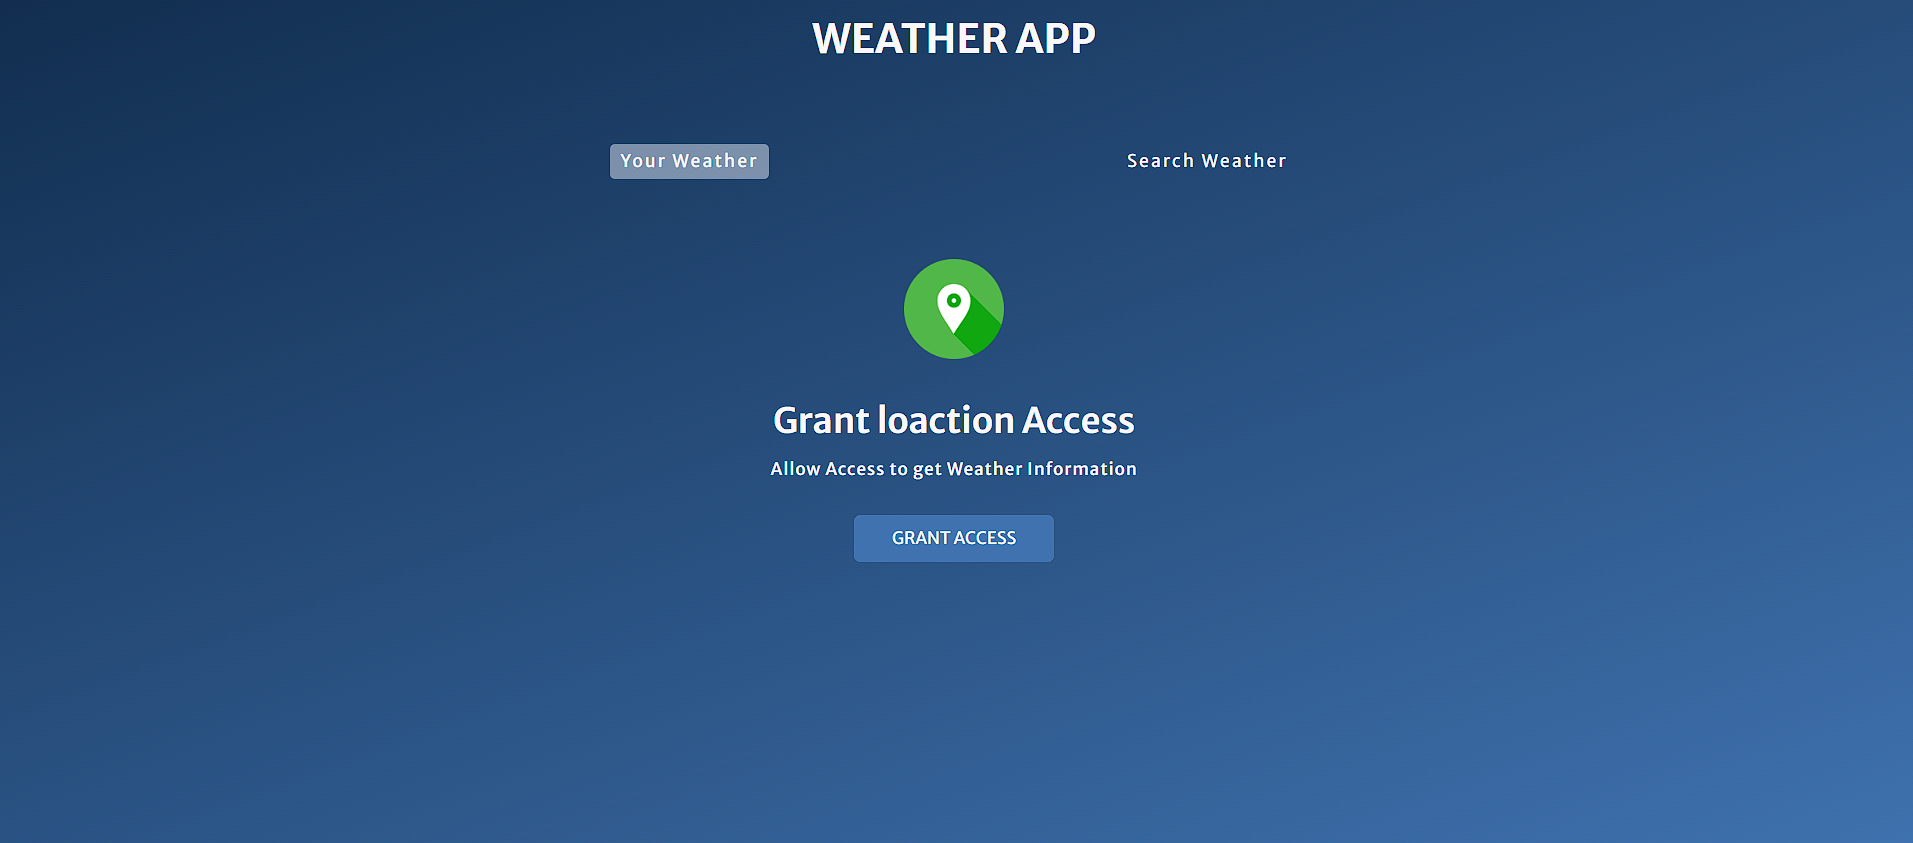 WEATHER APP
Your Weather
Search Weather
Grant loaction Access
Allow Access to get Weather Information
GRANT ACCESS